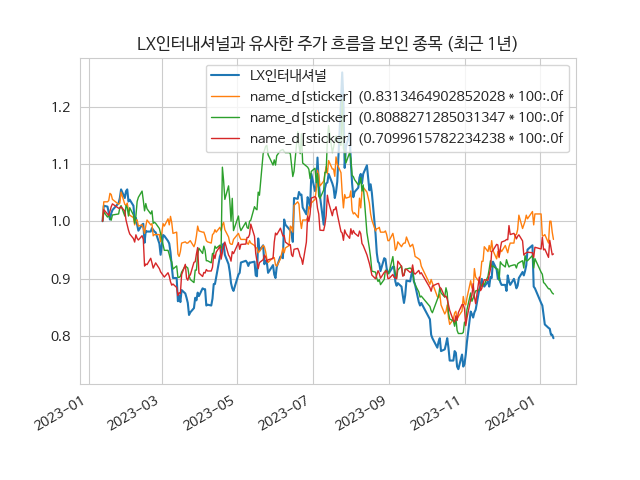 LX인터내셔널과 유사한 주가 흐름을 보인 종목 (최근 1년)
LX인터내셔널
name_d[sticker] (0.8313464902852028 * 100:.0f
name_d[sticker] (0.8088271285031347 * 100:.0f
name_d[sticker] (0.7099615782234238 * 100:.0f
1.2
1.1
1.0
0.9
0.8
2023-01
2023-03
2023-05
2023-07
2023-09
2023-11
2024-01